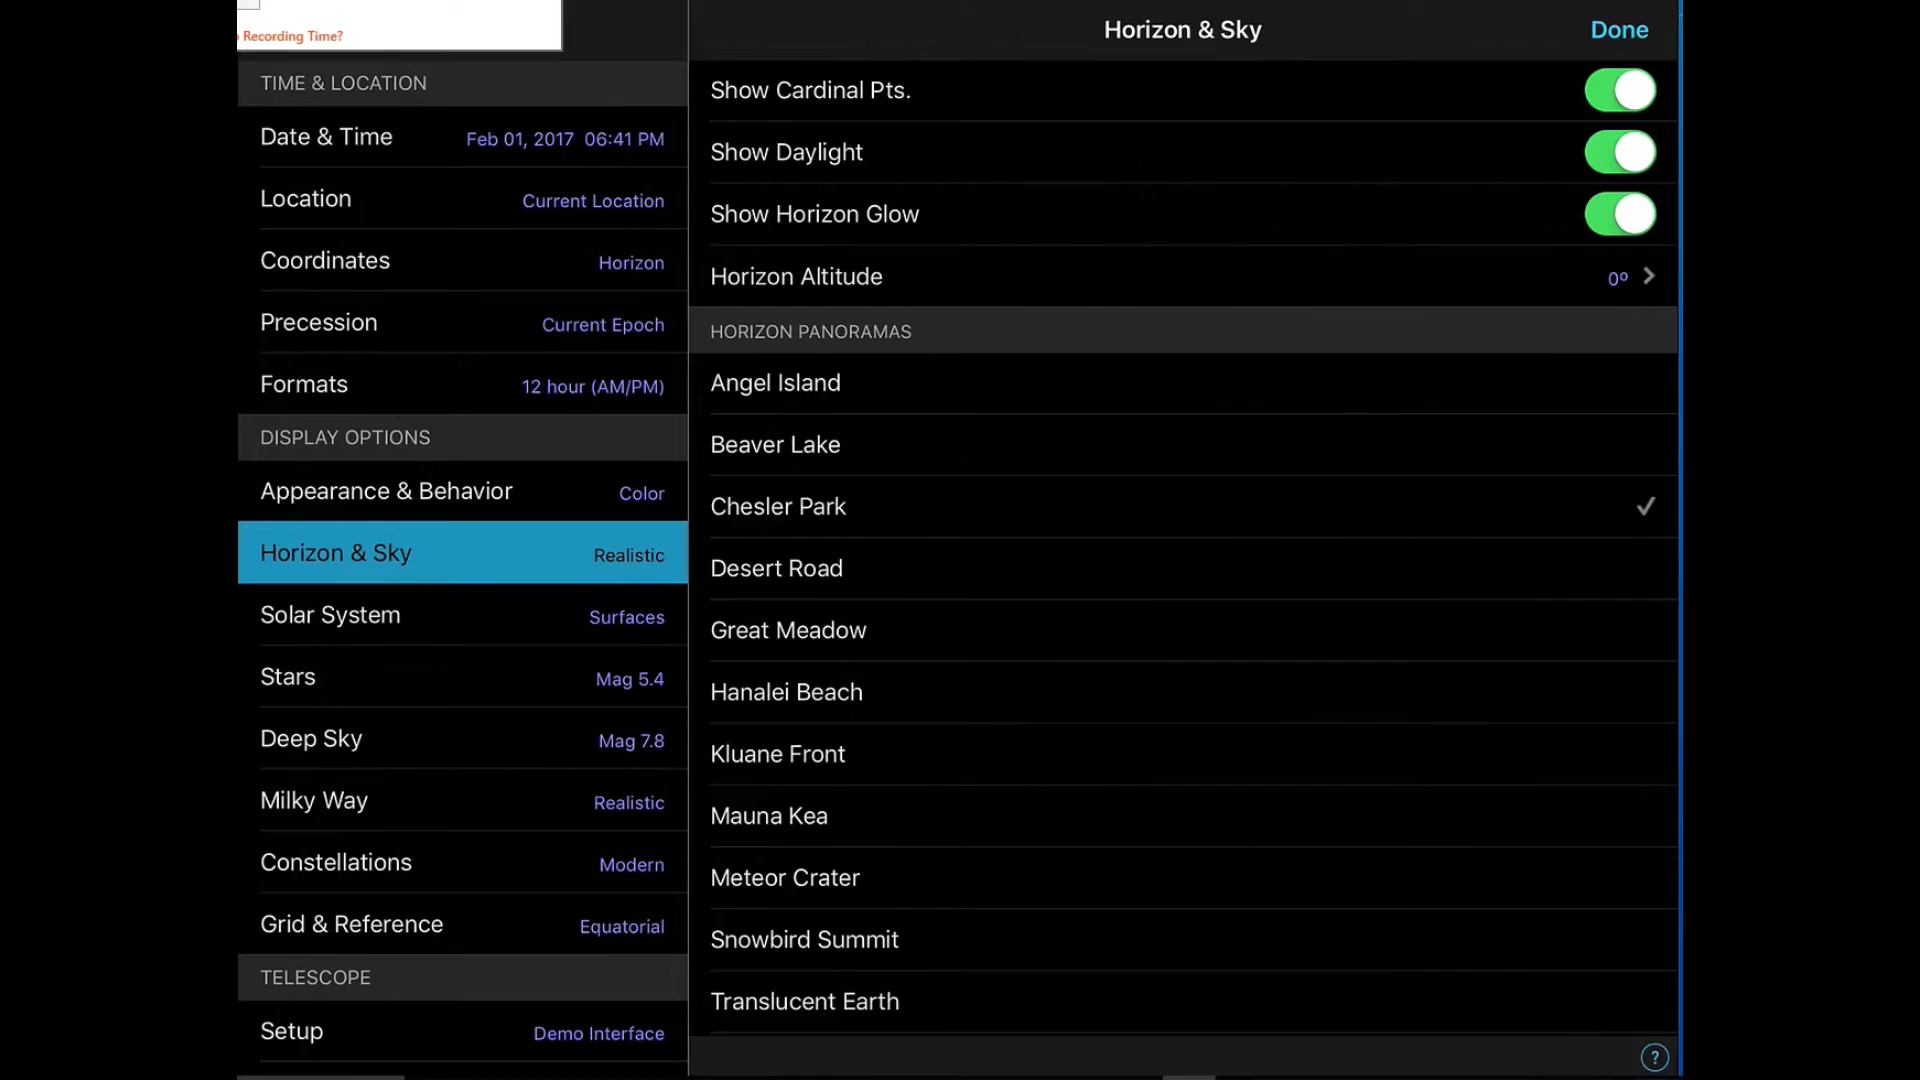 Recording Time?
TIME & LOCATION
Date & Time Feb 01, 2017 06:41 PM
Location Current Location
Coordinates Horizon
Precession Current Epoch
Formats 12 hour (AM/PM)
DISPLAY OPTIONS
Appearance & Behavior Color
Horizon & Sky Realistic
Solar System Surfaces
Stars Mag 5.4
Deep Sky Mag 7.8
Milky Way Realistic
Constellations Modern
Grid & Reference Equatorial
TELESCOPE
Setup Demo Interface
Horizon & Sky Done
Show Cardinal Pts.
Show Daylight
Show Horizon Glow
Horizon Altitude 0º
HORIZON PANORAMAS
Angel Island
Beaver Lake
Chesler Park
Desert Road
Great Meadow
Hanalei Beach
Kluane Front
Mauna Kea
Meteor Crater
Snowbird Summit
Translucent Earth
?